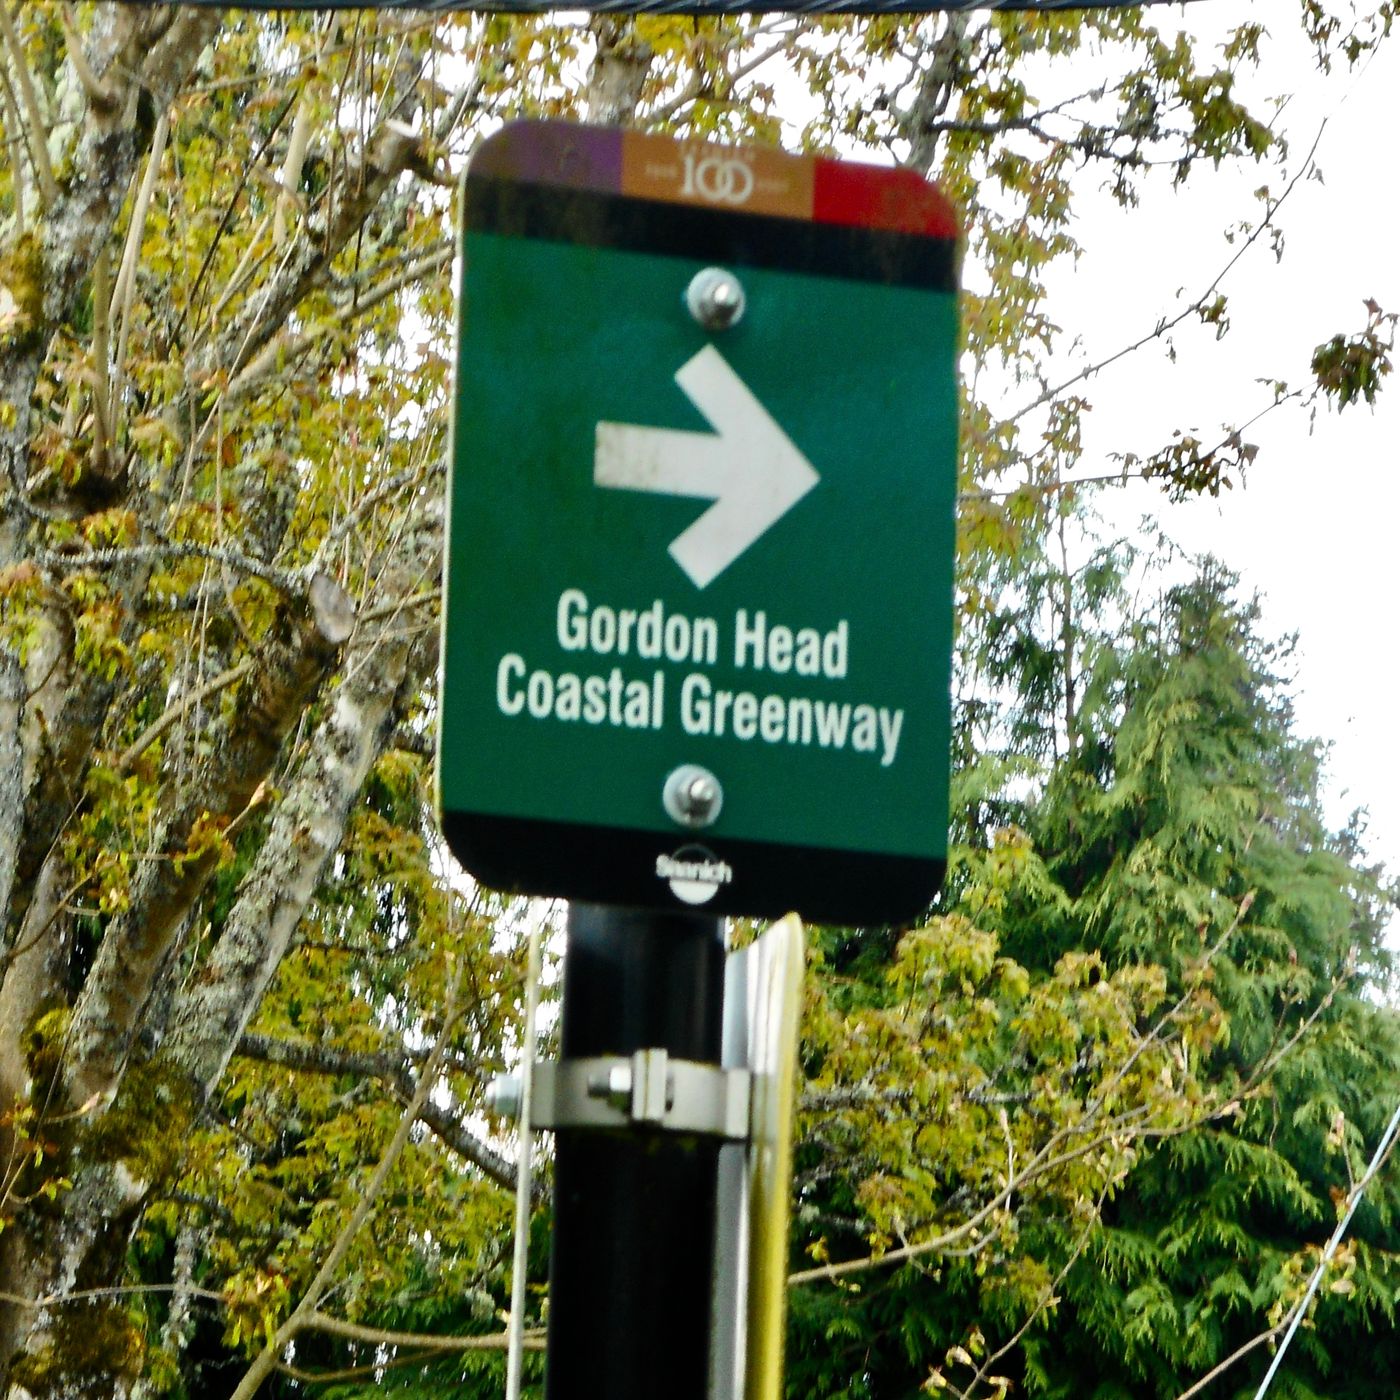 100
Gordon Head
Coastal Greenway
Saanich